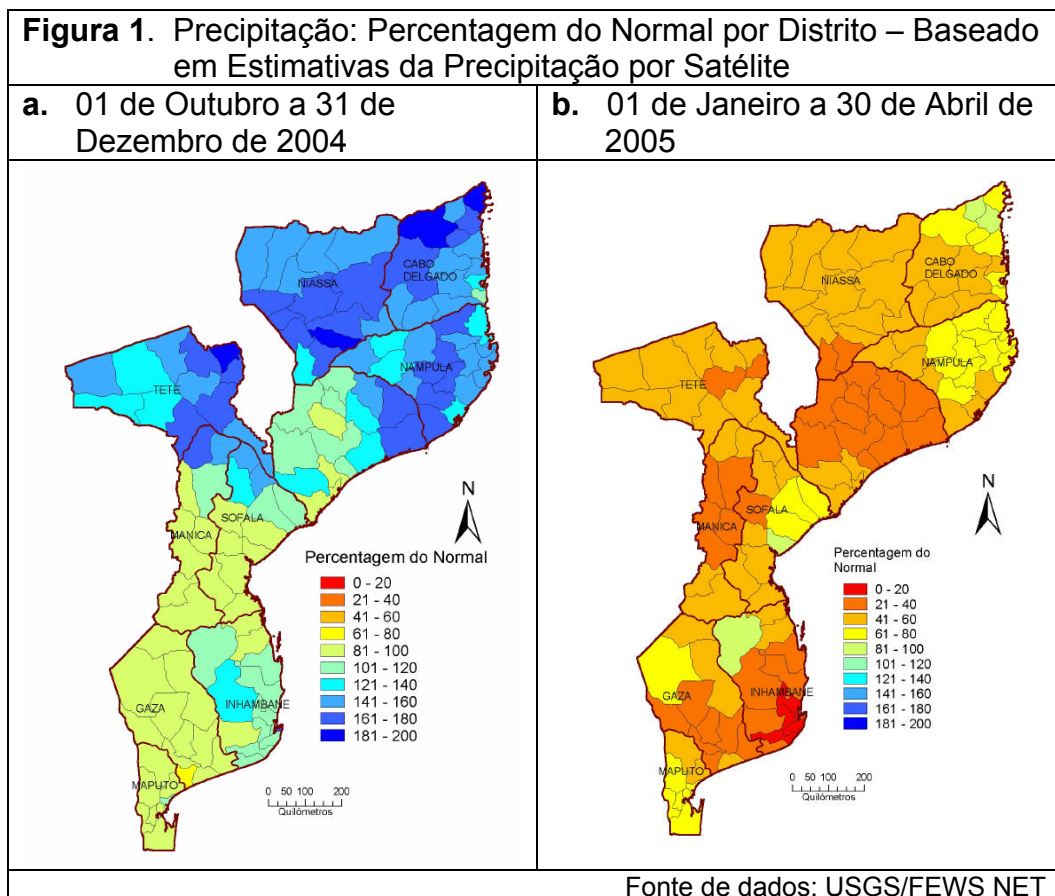 Figura 1. Precipitação: Percentagem do Normal por Distrito – Baseado
em Estimativas da Precipitação por Satélite
a. 01 de Outubro a 31 de
Dezembro de 2004
b. 01 de Janeiro a 30 de Abril de
2005
NIASSA
CABO
DELGADO
NAMPULA
TETE
SOFALA
MANICA
GAZA
INHAMBANE
MAPUTO
N
Percentagem do Normal
0 - 20
21 - 40
41 - 60
61 - 80
81 - 100
101 - 120
121 - 140
141 - 160
161 - 180
181 - 200
0 50 100 200
Quilómetros
NIASSA
CABO
DELGADO
NAMPULA
TETE
SOFALA
MANICA
GAZA
INHAMBANE
MAPUTO
N
Percentagem do
Normal
0 - 20
21 - 40
41 - 60
61 - 80
81 - 100
101 - 120
121 - 140
141 - 160
161 - 180
181 - 200
0 50 100 200
Quilómetros
Fonte de dados: USGS/FEWS NET